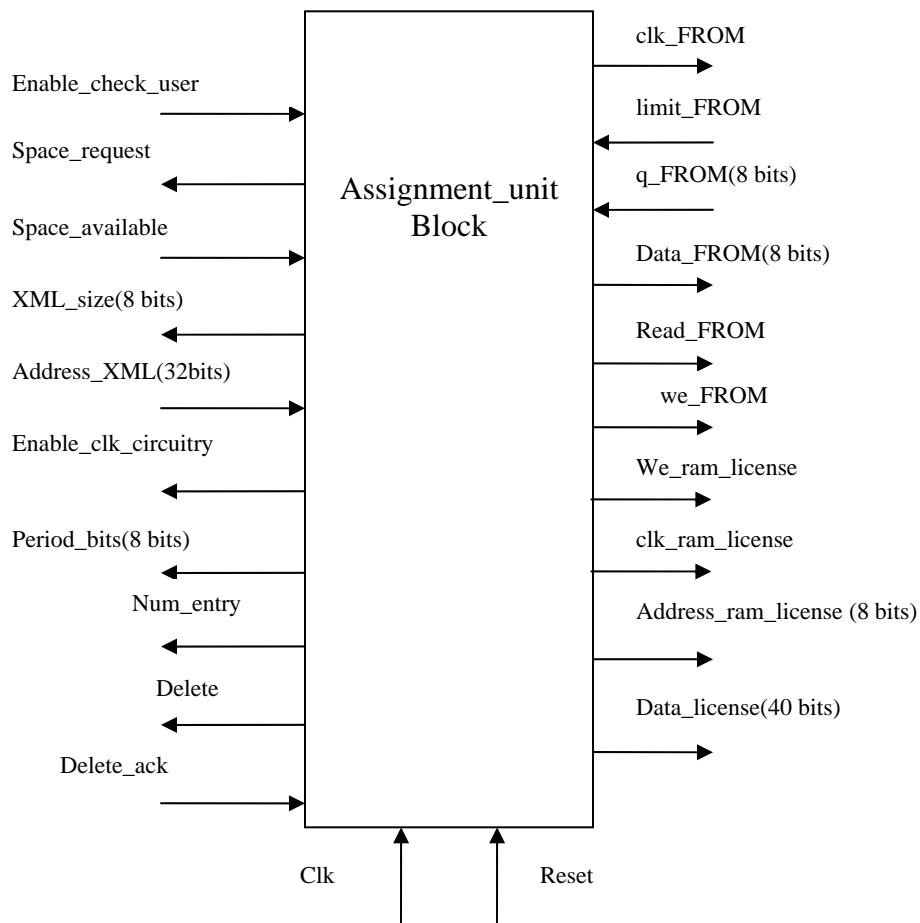 Enable_check_user
Space_request
Space_available
XML_size(8 bits)
Address_XML(32bits)
Enable_clk_circuitry
Period_bits(8 bits)
Num_entry
Delete
Delete_ack
Assignment_unit
Block
clk_FROM
limit_FROM
q_FROM(8 bits)
Data_FROM(8 bits)
Read_FROM
we_FROM
We_ram_license
clk_ram_license
Address_ram_license (8 bits)
Data_license(40 bits)
Clk
Reset